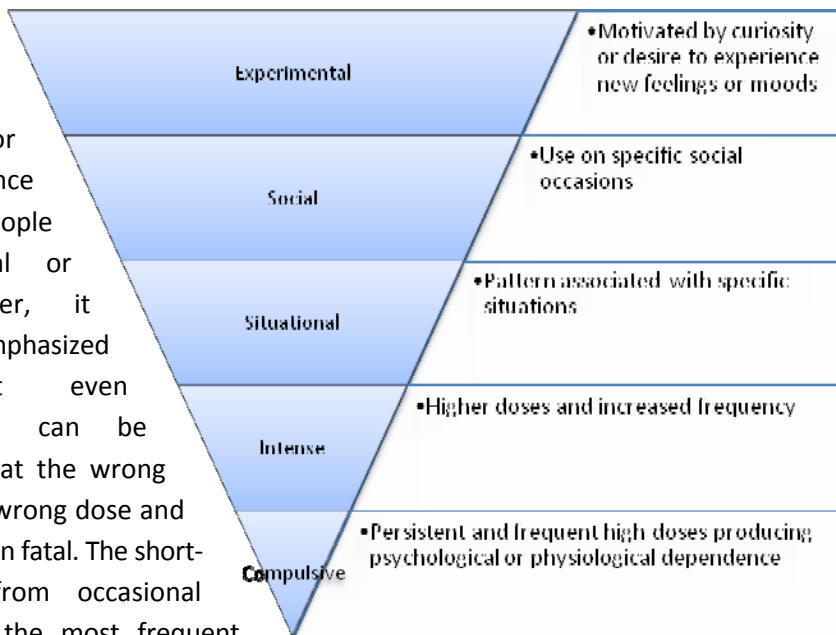 Experimental
•Motivated by curiosity
or desire to experience
new feelings or moods
Social
•Use on specific social
occasions
Situational
•Pattern associated with specific
situations
Intense
•Higher doses and increased frequency
Compulsive
•Persistent and frequent high doses producing
psychological or physiological dependence
or
nce
ople
al or
er, it
mphasized
t even
can be
at the wrong
wrong dose and
n fatal. The short-
from occasional
the most frequent